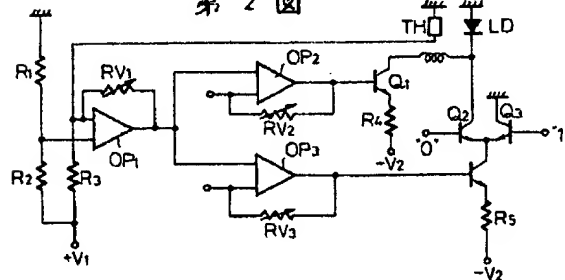 第 2 図
TH
LD
R1
RV1
OP2
Q1
RV2
R4
-V2
Q2
Q3
"0"
"1
R2
R3
OP1
OP3
RV3
R5
+V1
-V2